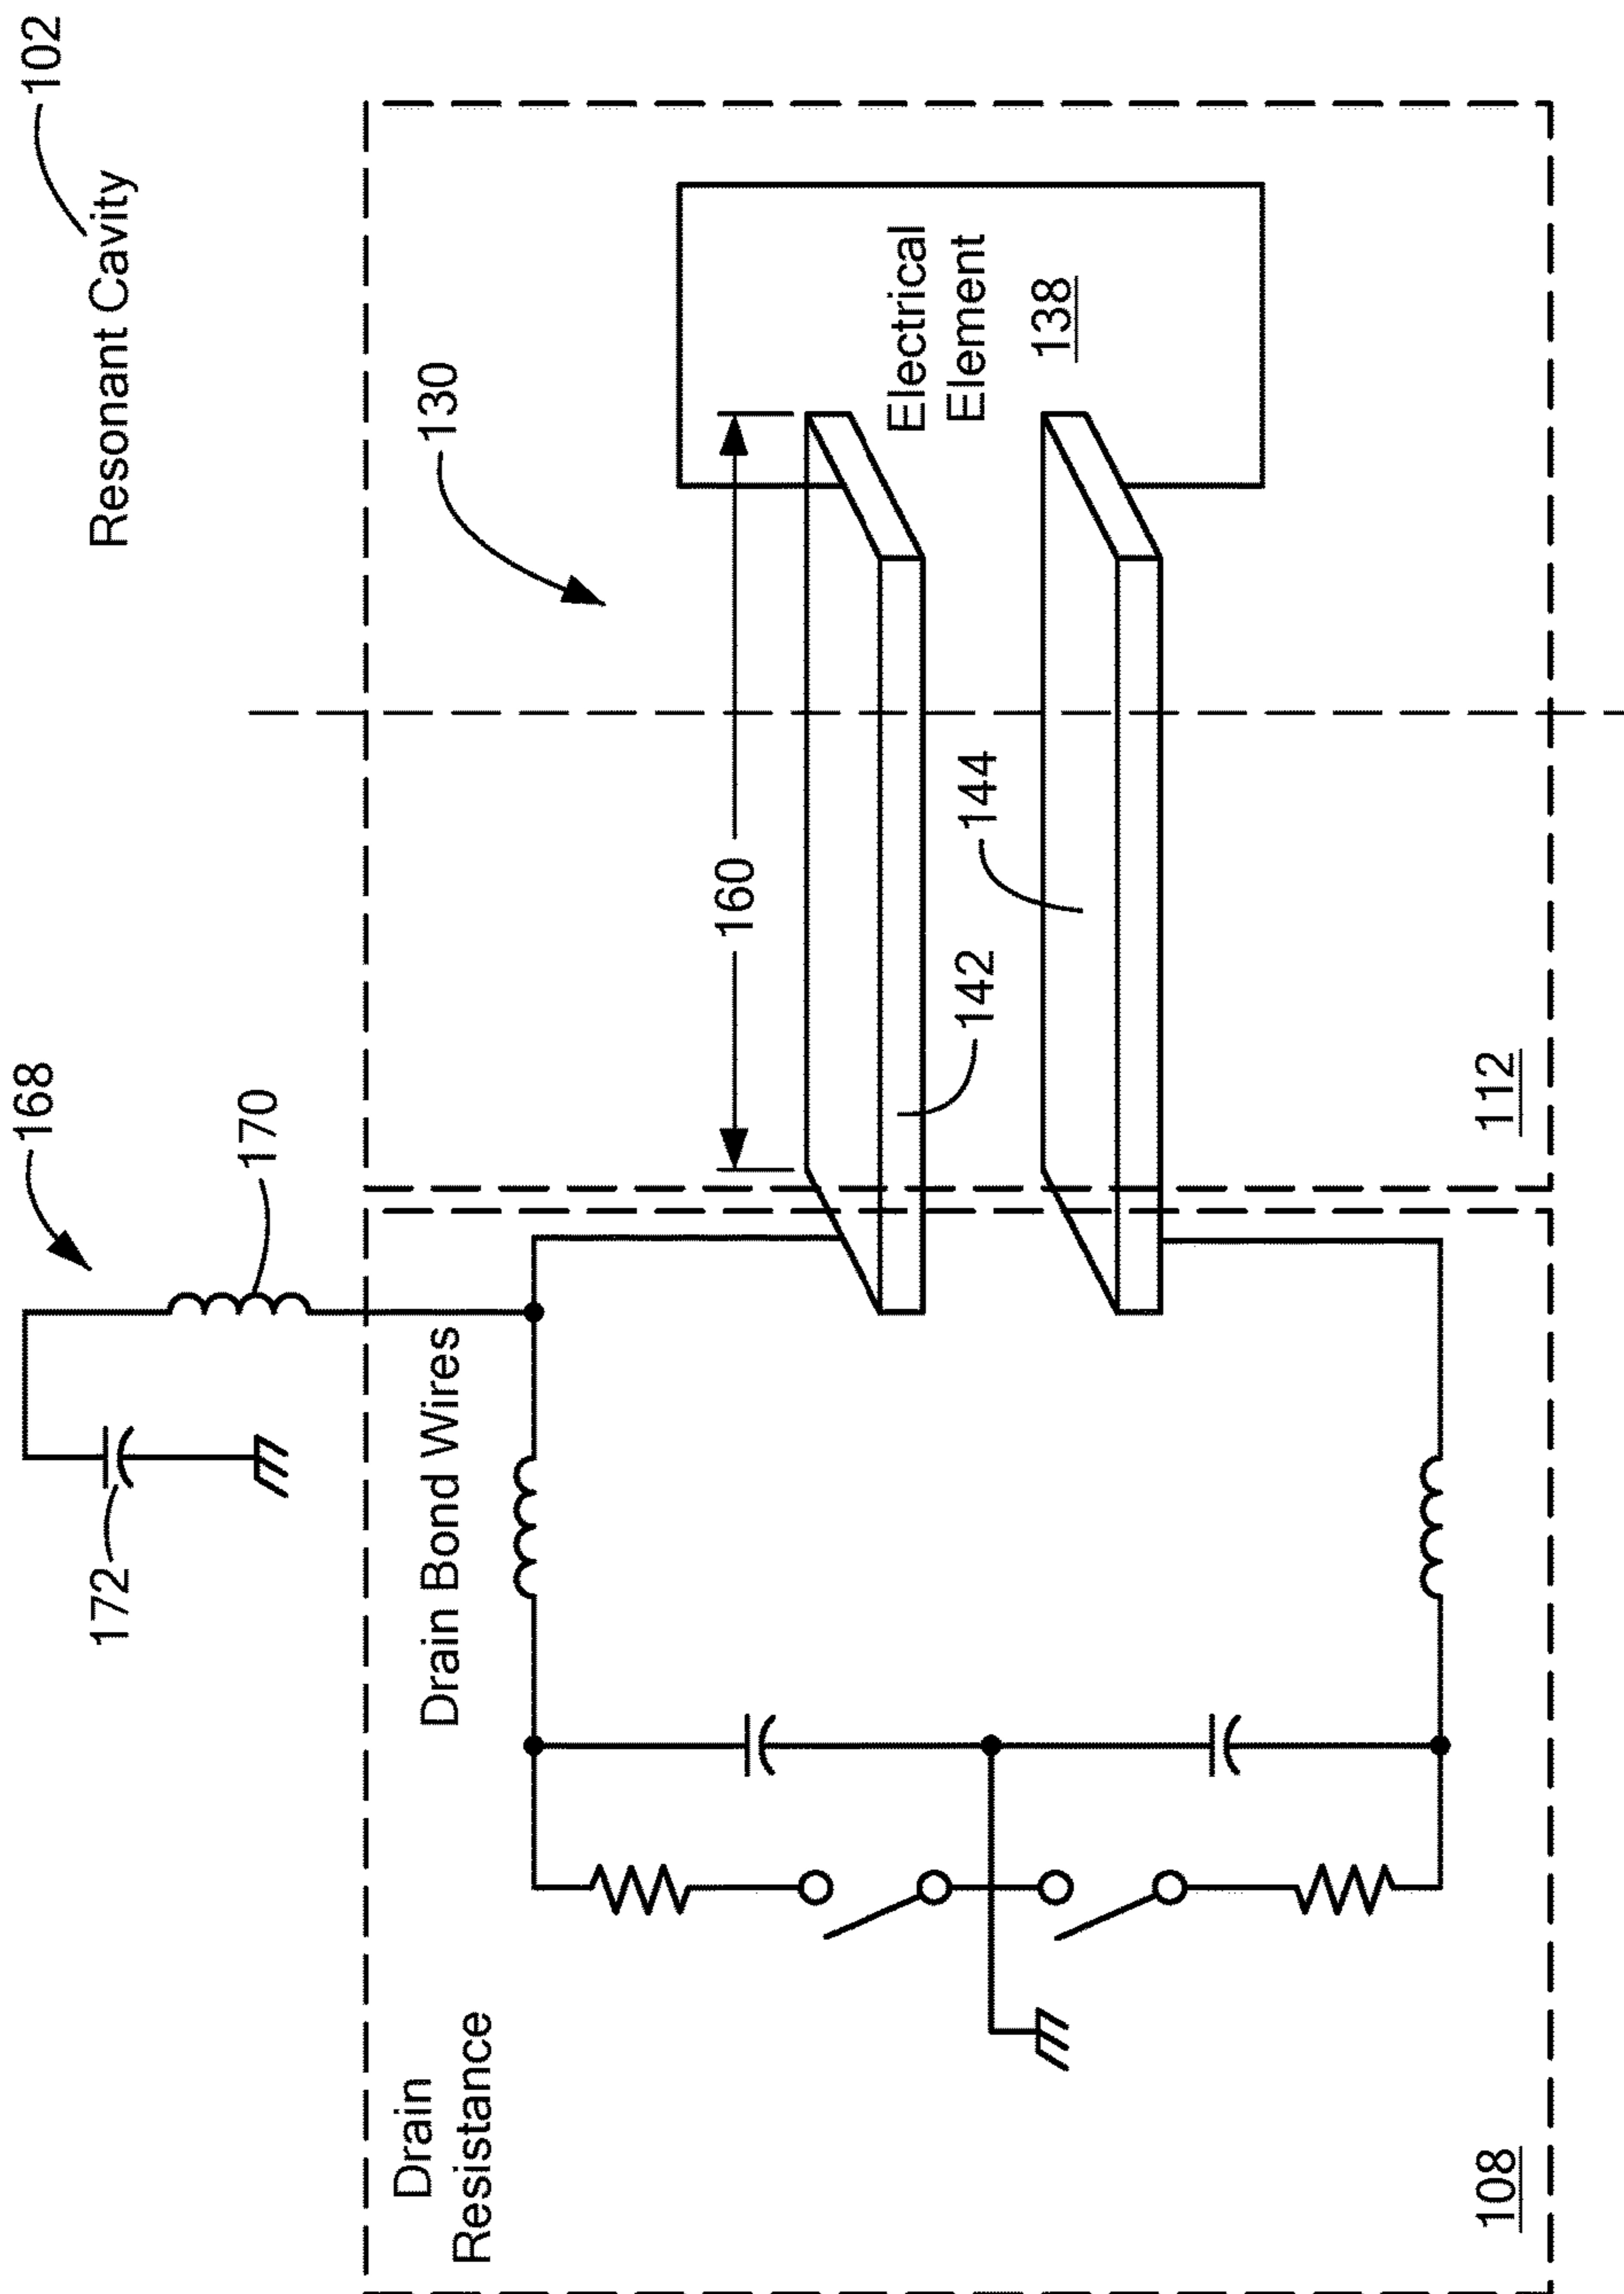 102
Resonant Cavity
168
170
172
130
Drain Bond Wires
Drain
Resistance
160
Electrical
Element
138
142
144
108
112